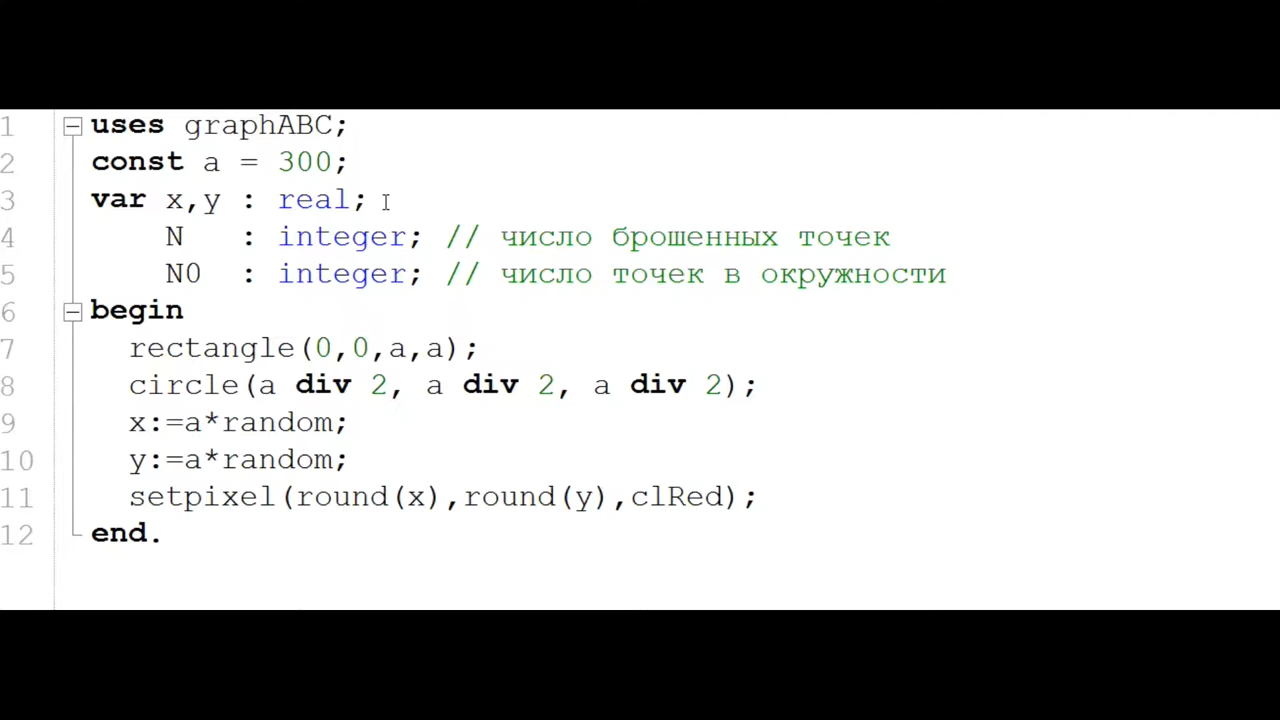 1 uses graphABC;
2 const a = 300;
3 var x,y : real;
4 N : integer; // число брошенных точек
5 N0 : integer; // число точек в окружности
6 begin
7 rectangle(0,0,a,a);
8 circle(a div 2, a div 2, a div 2);
9 x:=a*random;
10 y:=a*random;
11 setpixel(round(x),round(y),clRed);
12 end.